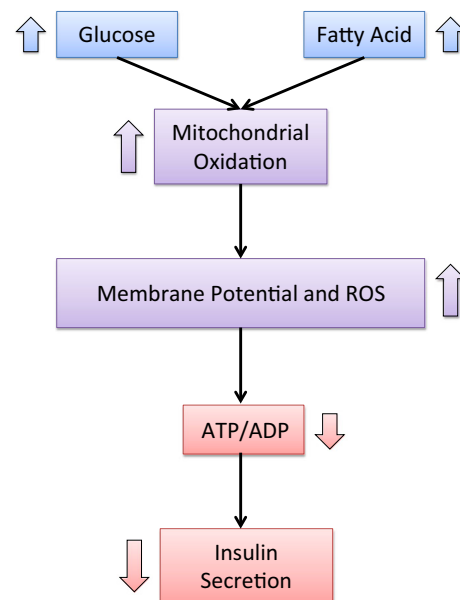 Glucose
Fatty Acid
Mitochondrial
Oxidation
Membrane Potential and ROS
ATP/ADP
Insulin
Secretion